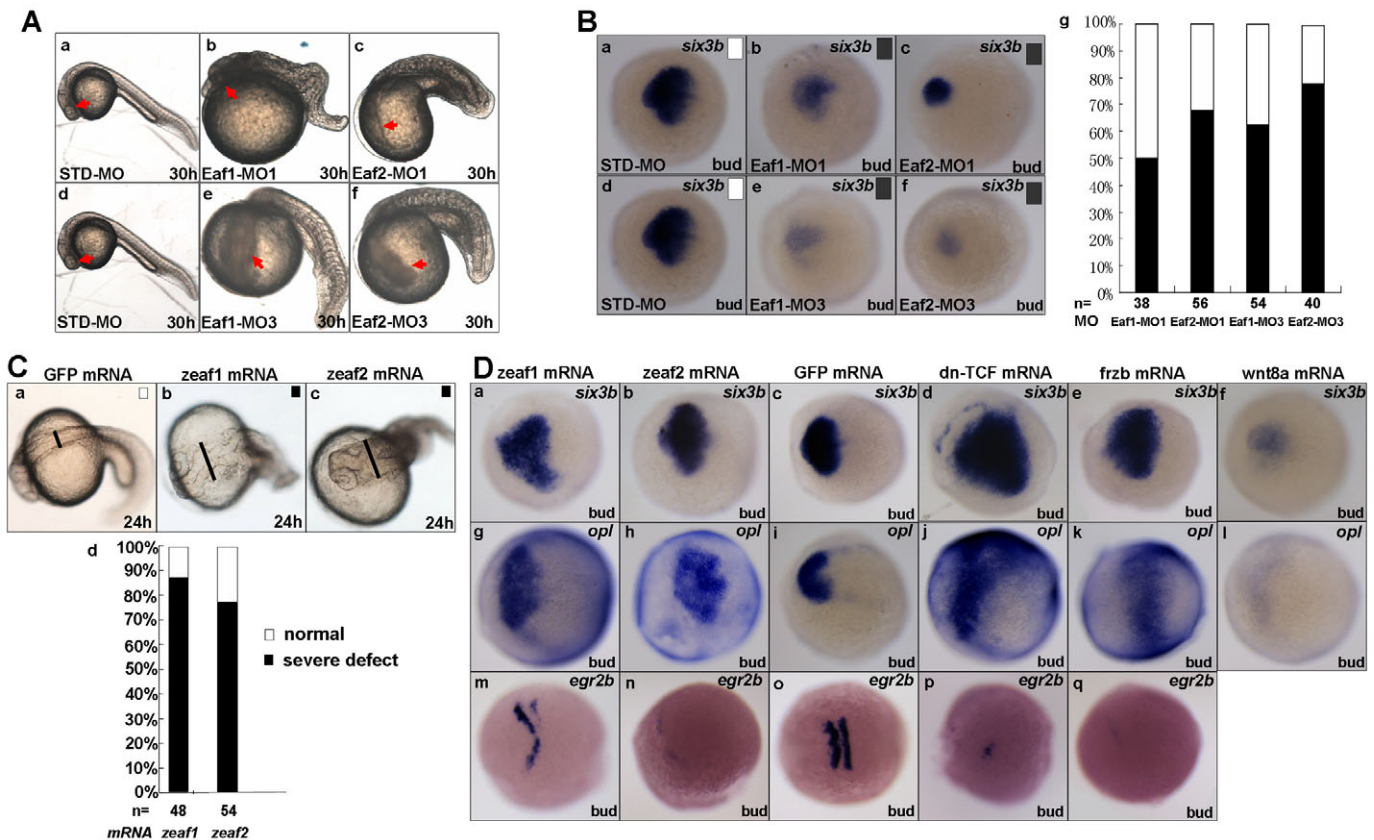 A
a
b
c
STD-MO 30h
Eaf1-MO1 30h
Eaf2-MO1 30h
d
e
f
STD-MO 30h
Eaf1-MO3 30h
Eaf2-MO3 30h
B
a six3b
b six3b
c six3b
STD-MO bud
Eaf1-MO1 bud
Eaf2-MO1 bud
d six3b
e six3b
f six3b
STD-MO bud
Eaf1-MO3 bud
Eaf2-MO3 bud
g
100%
90%
80%
70%
60%
50%
40%
30%
20%
10%
0%
n= 38 56 54 40
MO Eaf1-MO1 Eaf2-MO1 Eaf1-MO3 Eaf2-MO3
C
GFP mRNA zeaf1 mRNA zeaf2 mRNA
a
b
c
24h
24h
24h
d
100%
90%
80%
70%
60%
50%
40%
30%
20%
10%
0%
normal
severe defect
n= 48 54
mRNA zeaf1 zeaf2
D
zeaf1 mRNA zeaf2 mRNA GFP mRNA dn-TCF mRNA frzb mRNA wnt8a mRNA
a six3b
b six3b
c six3b
d six3b
e six3b
f six3b
bud
bud
bud
bud
bud
bud
g opl
h opl
i opl
j opl
k opl
l opl
bud
bud
bud
bud
bud
bud
m egr2b
n egr2b
o egr2b
p egr2b
q egr2b
bud
bud
bud
bud
bud